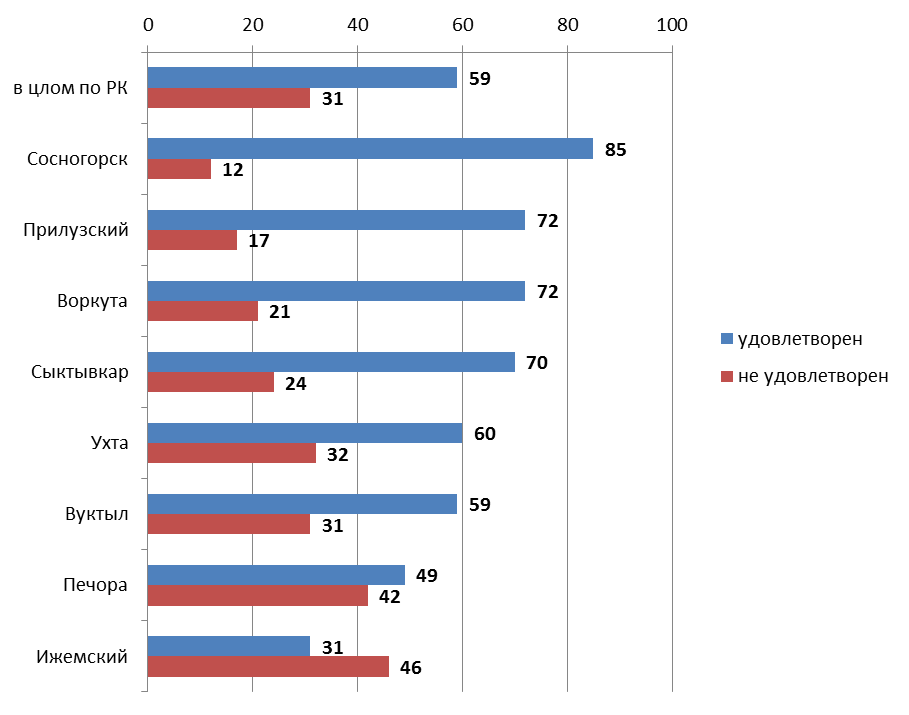 0 20 40 60 80 100
в цлом по РК 59
31
Сосногорск 85
12
Прилузский 72
17
Воркута 72
21
Сыктывкар 70
24
Ухта 60
32
Вуктыл 59
31
Печора 49
42
Ижемский 31
46
удовлетворен
не удовлетворен